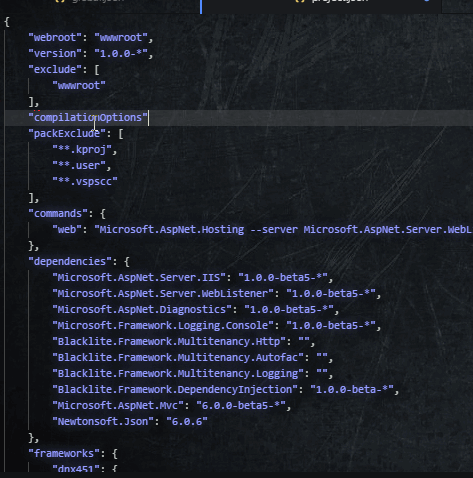 project.json
{
"webroot": "wwwroot",
"version": "1.0.0-*",
"exclude": [
"wwwroot"
],
"compilationOptions"
"packExclude": [
"**.kproj",
"**.user",
"**.vspscc"
],
"commands": {
"web": "Microsoft.AspNet.Hosting --server Microsoft.AspNet.Server.WebL
},
"dependencies": {
"Microsoft.AspNet.Server.IIS": "1.0.0-beta5-*",
"Microsoft.AspNet.Server.WebListener": "1.0.0-beta5-*",
"Microsoft.AspNet.Diagnostics": "1.0.0-beta5-*",
"Microsoft.Framework.Logging.Console": "1.0.0-beta5-*",
"Blacklite.Framework.Multitenancy.Http": "",
"Blacklite.Framework.Multitenancy.Autofac": "",
"Blacklite.Framework.Multitenancy.Logging": "",
"Blacklite.Framework.DependencyInjection": "1.0.0-beta-*",
"Microsoft.AspNet.Mvc": "6.0.0-beta5-*",
"Newtonsoft.Json": "6.0.6"
},
"frameworks": {
"dnx451": {